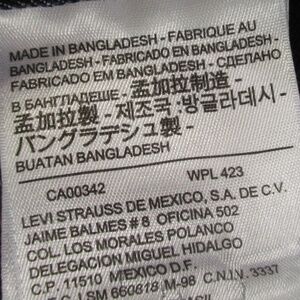 MADE IN BANGLADESH - FABRIQUE AU
BANGLADESH - FABRICADO EN BANGLADESH -
FABRICADO EM BANGLADESH - СДЕЛАНО
В БАНГЛАДЕШЕ - 孟加拉制造 -
孟加拉製 - 제조국 :방글라데시 -
バングラデシュ製 -
BUATAN BANGLADESH
CA00342 WPL 423
LEVI STRAUSS DE MEXICO, S.A. DE C.V.
JAIME BALMES # 8 OFICINA 502
COL. LOS MORALES POLANCO
DELEGACION MIGUEL HIDALGO
C.P. 11510 MEXICO D.F.
LSM 660818 M-98 C.N.I.V. 3337